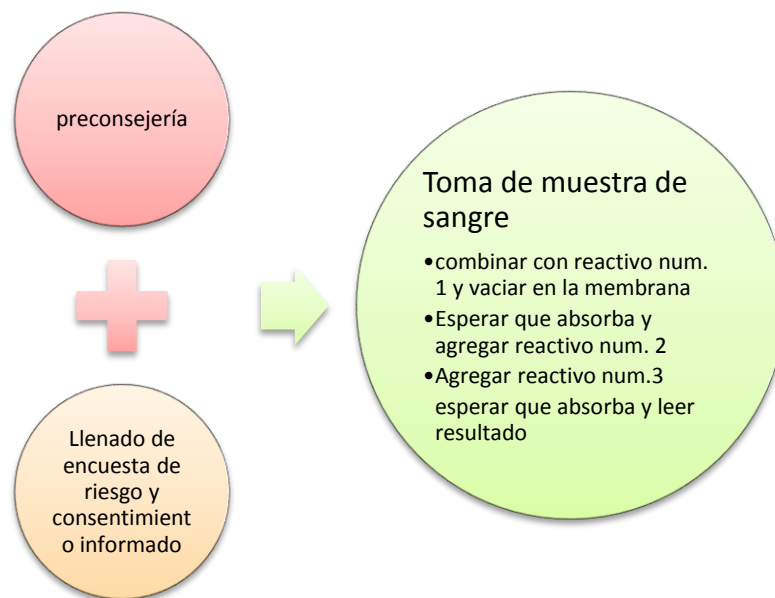 preconsejería
Llenado de
encuesta de
riesgo y
consentimient
o informado
Toma de muestra de
sangre
•combinar con reactivo num.
1 y vaciar en la membrana
•Esperar que absorba y
agregar reactivo num. 2
•Agregar reactivo num.3
esperar que absorba y leer
resultado